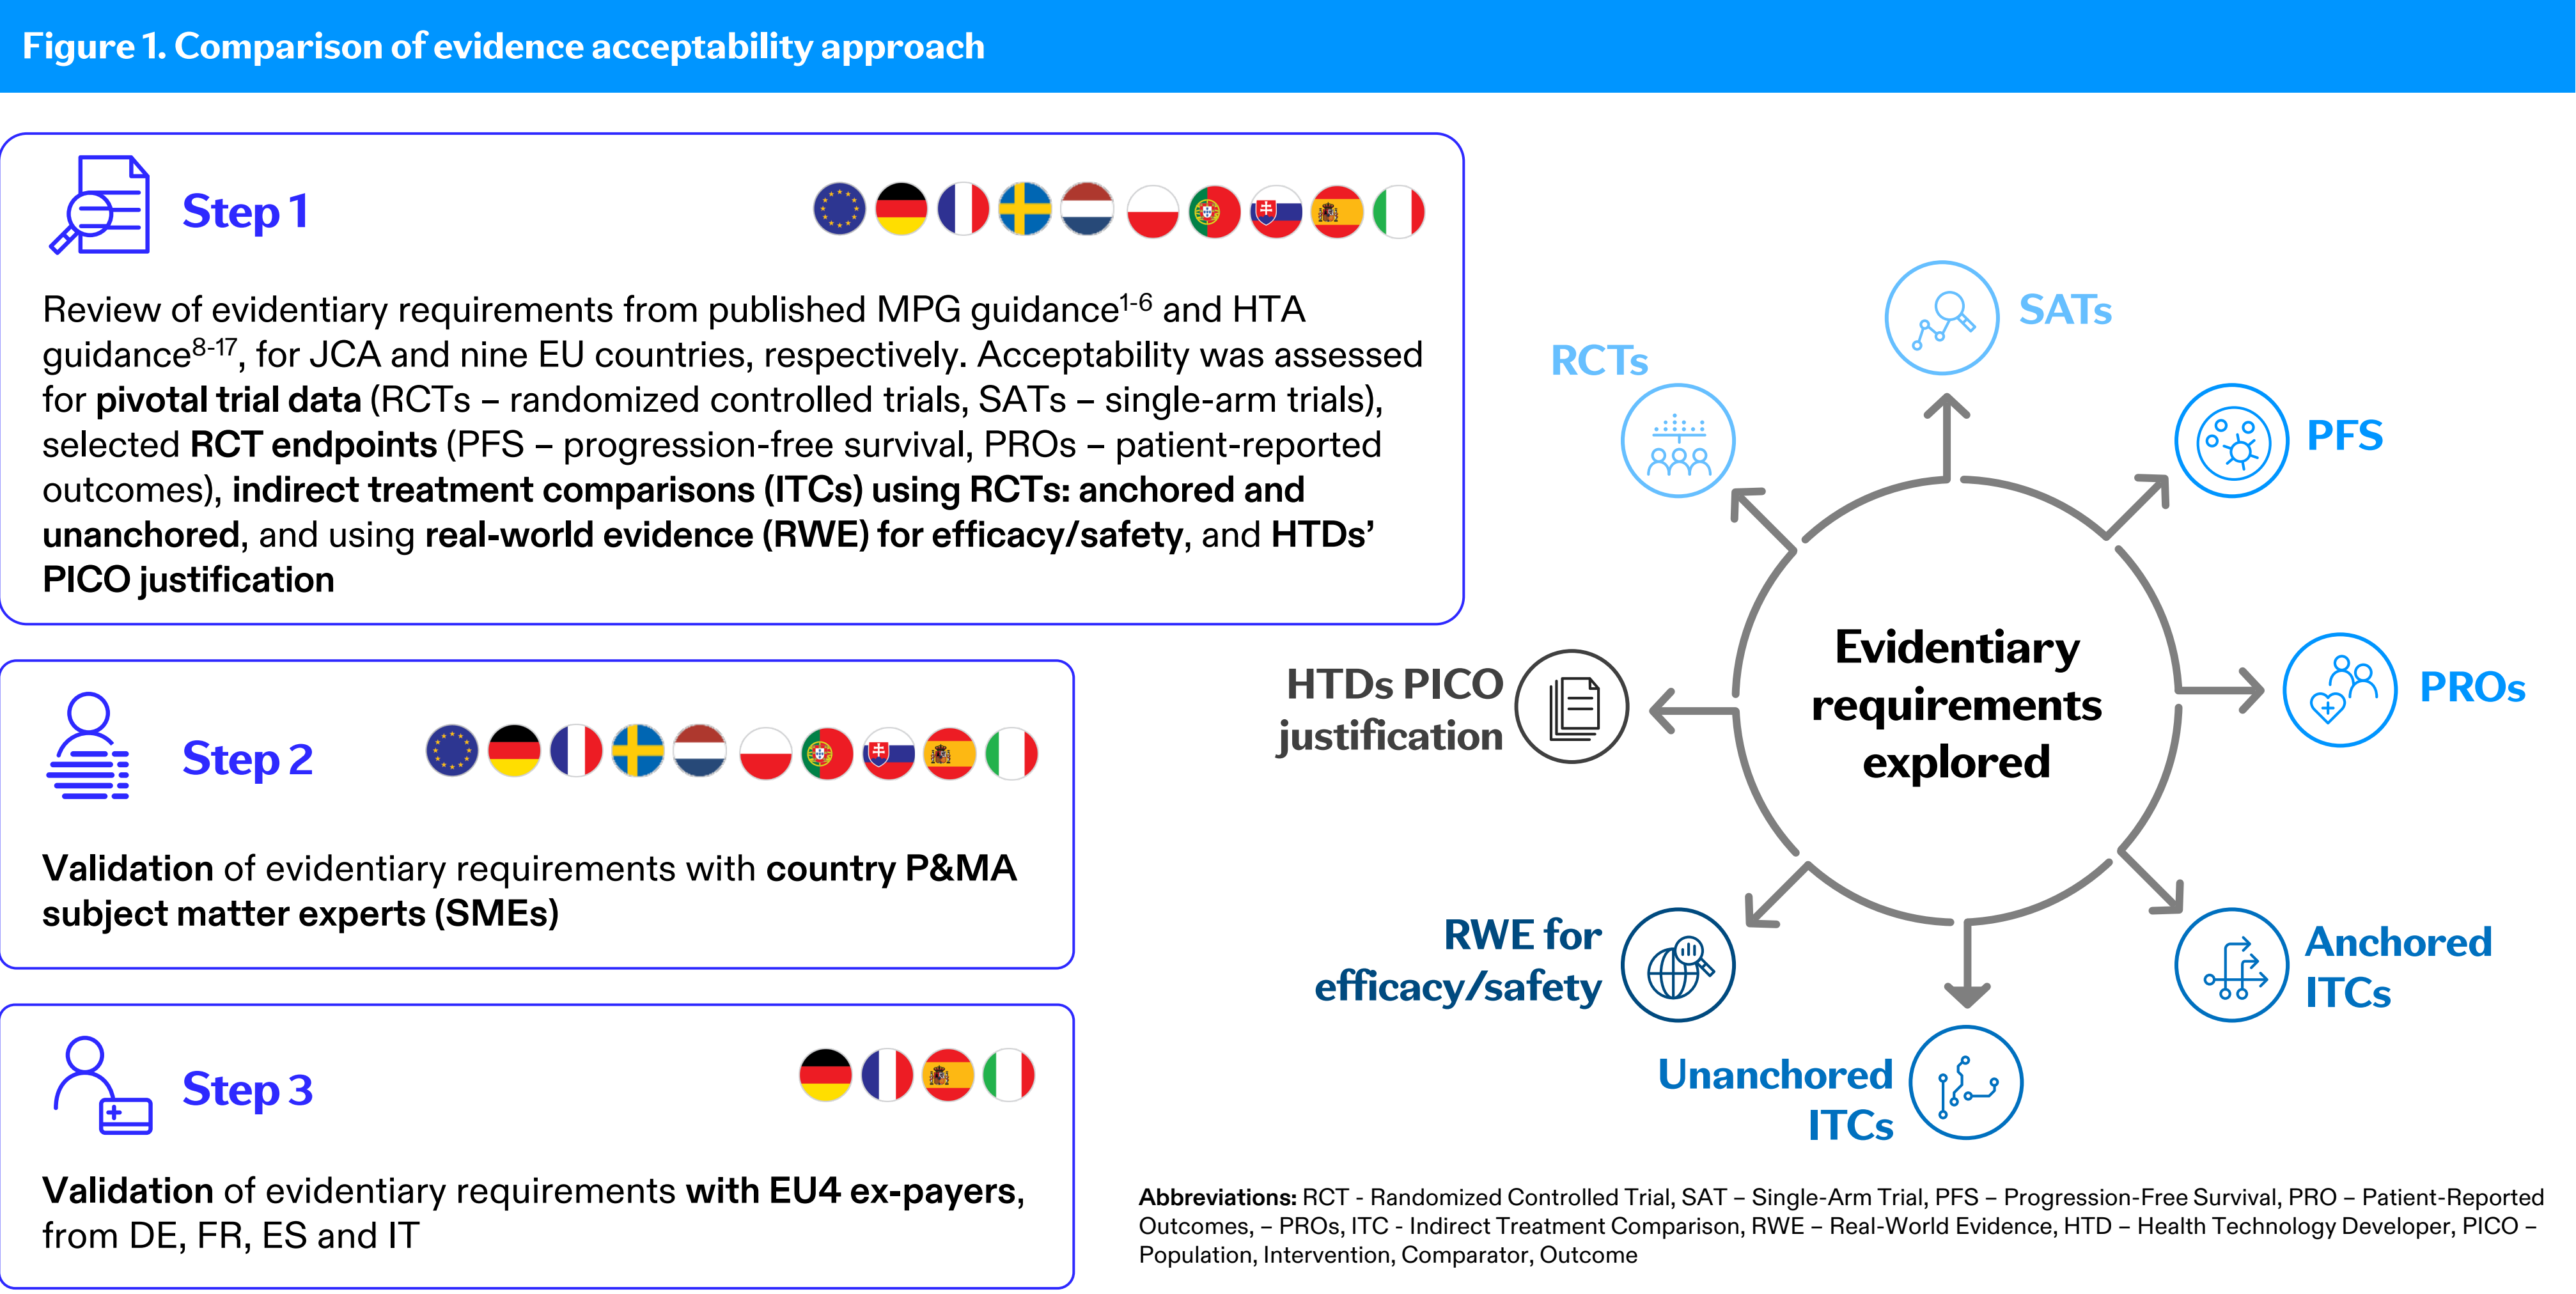 Figure 1. Comparison of evidence acceptability approach
Step 1
Review of evidentiary requirements from published MPG guidance1-6 and HTA
guidance8-17, for JCA and nine EU countries, respectively. Acceptability was assessed
for pivotal trial data (RCTs – randomized controlled trials, SATs – single-arm trials),
selected RCT endpoints (PFS – progression-free survival, PROs – patient-reported
outcomes), indirect treatment comparisons (ITCs) using RCTs: anchored and
unanchored, and using real-world evidence (RWE) for efficacy/safety, and HTDs’
PICO justification
Step 2
Validation of evidentiary requirements with country P&MA
subject matter experts (SMEs)
Step 3
Validation of evidentiary requirements with EU4 ex-payers,
from DE, FR, ES and IT
Evidentiary
requirements
explored
RCTs
SATs
PFS
PROs
Anchored
ITCs
Unanchored
ITCs
RWE for
efficacy/safety
HTDs PICO
justification
Abbreviations: RCT - Randomized Controlled Trial, SAT – Single-Arm Trial, PFS – Progression-Free Survival, PRO – Patient-Reported
Outcomes, – PROs, ITC - Indirect Treatment Comparison, RWE – Real-World Evidence, HTD – Health Technology Developer, PICO –
Population, Intervention, Comparator, Outcome